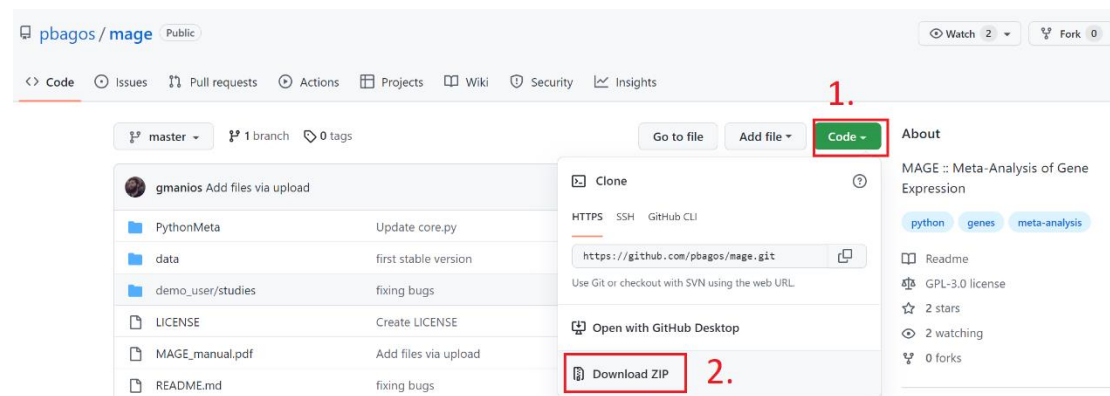 pbagos / mage Public
Watch 2
Fork 0
Code Issues Pull requests Actions Projects Wiki Security Insights
1.
master 1 branch 0 tags
Go to file Add file Code
About
MAGE :: Meta-Analysis of Gene
Expression
python genes meta-analysis
Readme
GPL-3.0 license
2 stars
2 watching
0 forks
gmanios Add files via upload
PythonMeta Update core.py
data first stable version
demo_user/studies fixing bugs
LICENSE Create LICENSE
MAGE_manual.pdf Add files via upload
README.md fixing bugs
Clone
HTTPS SSH GitHub CLI
https://github.com/pbagos/mage.git
Use Git or checkout with SVN using the web URL.
Open with GitHub Desktop
Download ZIP
2.